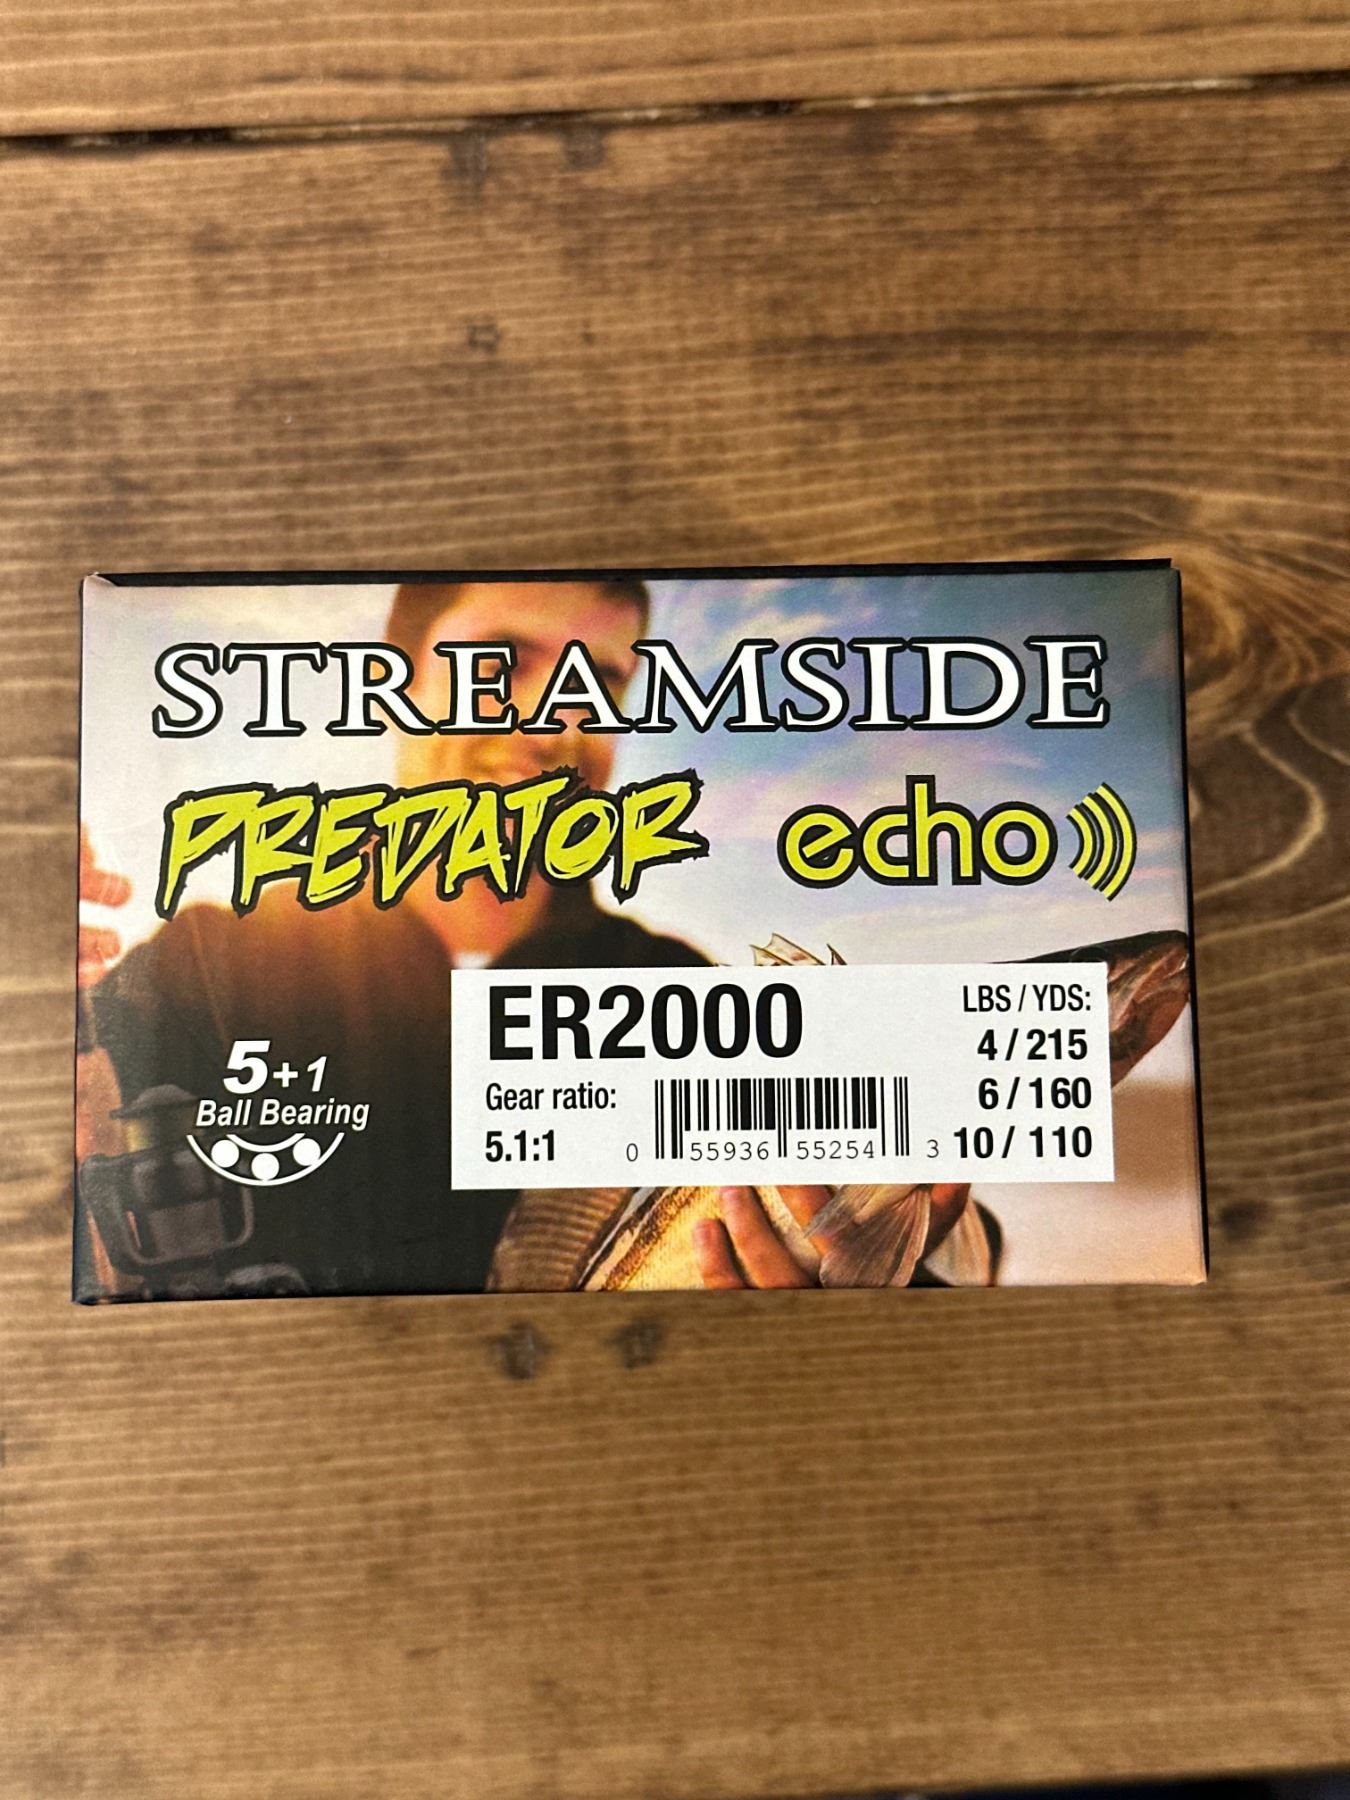 STREAMSIDE
PREDATOR echo
5+1
Ball Bearing
ER2000
Gear ratio:
5.1:1
0 55936 55254 3
LBS / YDS:
4 / 215
6 / 160
10 / 110